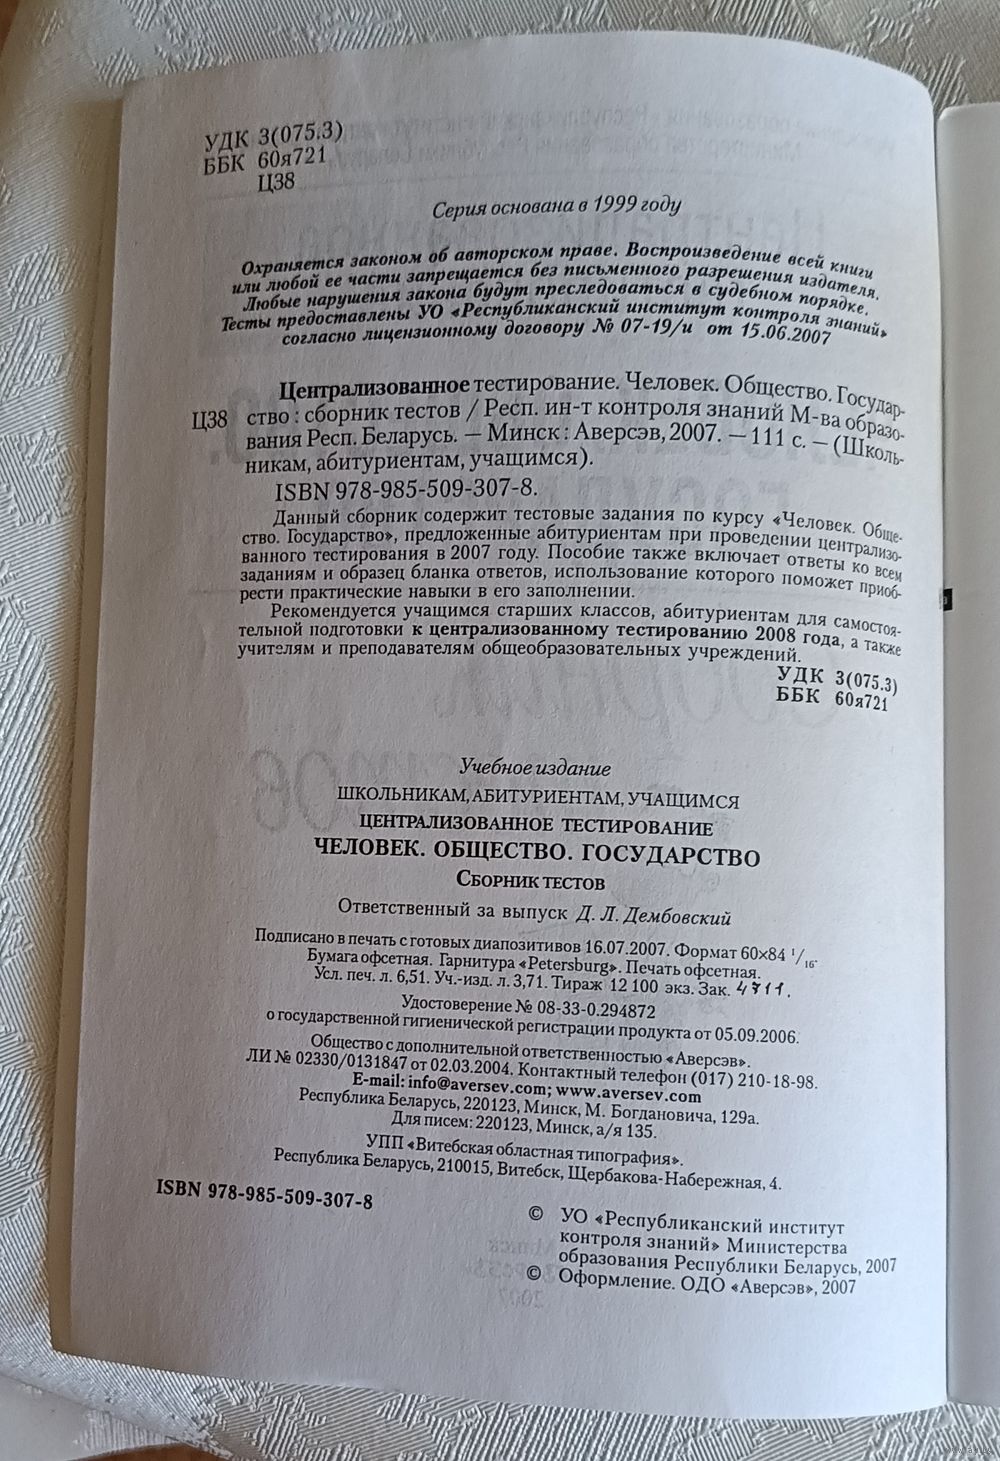 УДК 3(075.3)
ББК 60я721
Ц38
Серия основана в 1999 году
Охраняется законом об авторском праве. Воспроизведение всей книги
или любой ее части запрещается без письменного разрешения издателя.
Любые нарушения закона будут преследоваться в судебном порядке.
Тесты предоставлены УО «Республиканский институт контроля знаний»
согласно лицензионному договору № 07-19/и от 15.06.2007
Централизованное тестирование. Человек. Общество. Государ-
Ц38 ство : сборник тестов / Респ. ин-т контроля знаний М-ва образо-
вания Респ. Беларусь. — Минск : Аверсэв, 2007. — 111 с. — (Школь-
никам, абитуриентам, учащимся).
ISBN 978-985-509-307-8.
Данный сборник содержит тестовые задания по курсу «Человек. Обще-
ство. Государство», предложенные абитуриентам при проведении централизо-
ванного тестирования в 2007 году. Пособие также включает ответы ко всем
заданиям и образец бланка ответов, использование которого поможет приоб-
рести практические навыки в его заполнении.
Рекомендуется учащимся старших классов, абитуриентам для самостоя-
тельной подготовки к централизованному тестированию 2008 года, а также
учителям и преподавателям общеобразовательных учреждений.
УДК 3(075.3)
ББК 60я721
Учебное издание
ШКОЛЬНИКАМ, АБИТУРИЕНТАМ, УЧАЩИМСЯ
ЦЕНТРАЛИЗОВАННОЕ ТЕСТИРОВАНИЕ
ЧЕЛОВЕК. ОБЩЕСТВО. ГОСУДАРСТВО
СБОРНИК ТЕСТОВ
Ответственный за выпуск Д. Л. Дембовский
Подписано в печать с готовых диапозитивов 16.07.2007. Формат 60×84 1/16.
Бумага офсетная. Гарнитура «Petersburg». Печать офсетная.
Усл. печ. л. 6,51. Уч.-изд. л. 3,71. Тираж 12 100 экз. Зак. 4711.
Удостоверение № 08-33-0.294872
о государственной гигиенической регистрации продукта от 05.09.2006.
Общество с дополнительной ответственностью «Аверсэв».
ЛИ № 02330/0131847 от 02.03.2004. Контактный телефон (017) 210-18-98.
E-mail: info@aversev.com; www.aversev.com
Республика Беларусь, 220123, Минск, М. Богдановича, 129а.
Для писем: 220123, Минск, а/я 135.
УПП «Витебская областная типография».
Республика Беларусь, 210015, Витебск, Щербакова-Набережная, 4.
ISBN 978-985-509-307-8
© УО «Республиканский институт
контроля знаний» Министерства
образования Республики Беларусь, 2007
© Оформление. ОДО «Аверсэв», 2007